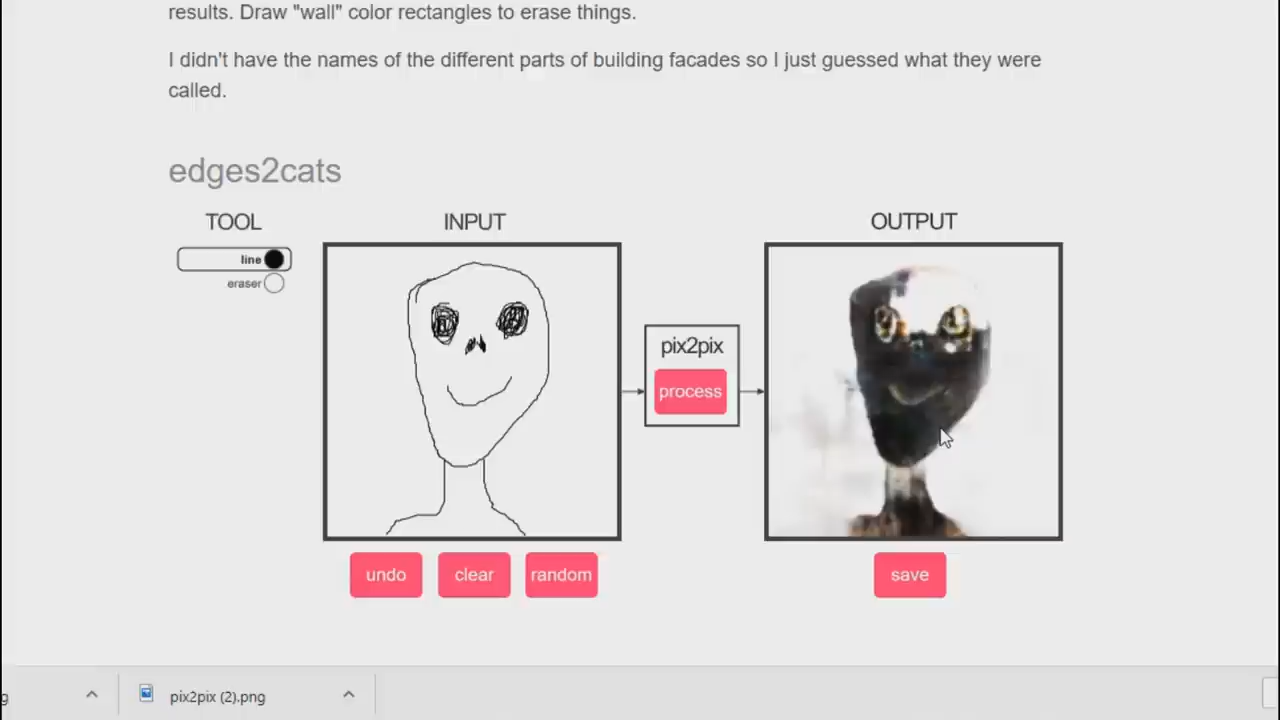 results. Draw "wall" color rectangles to erase things.
I didn't have the names of the different parts of building facades so I just guessed what they were
called.
edges2cats
TOOL
INPUT
OUTPUT
line
eraser
pix2pix
process
undo
clear
random
save
g
pix2pix (2).png